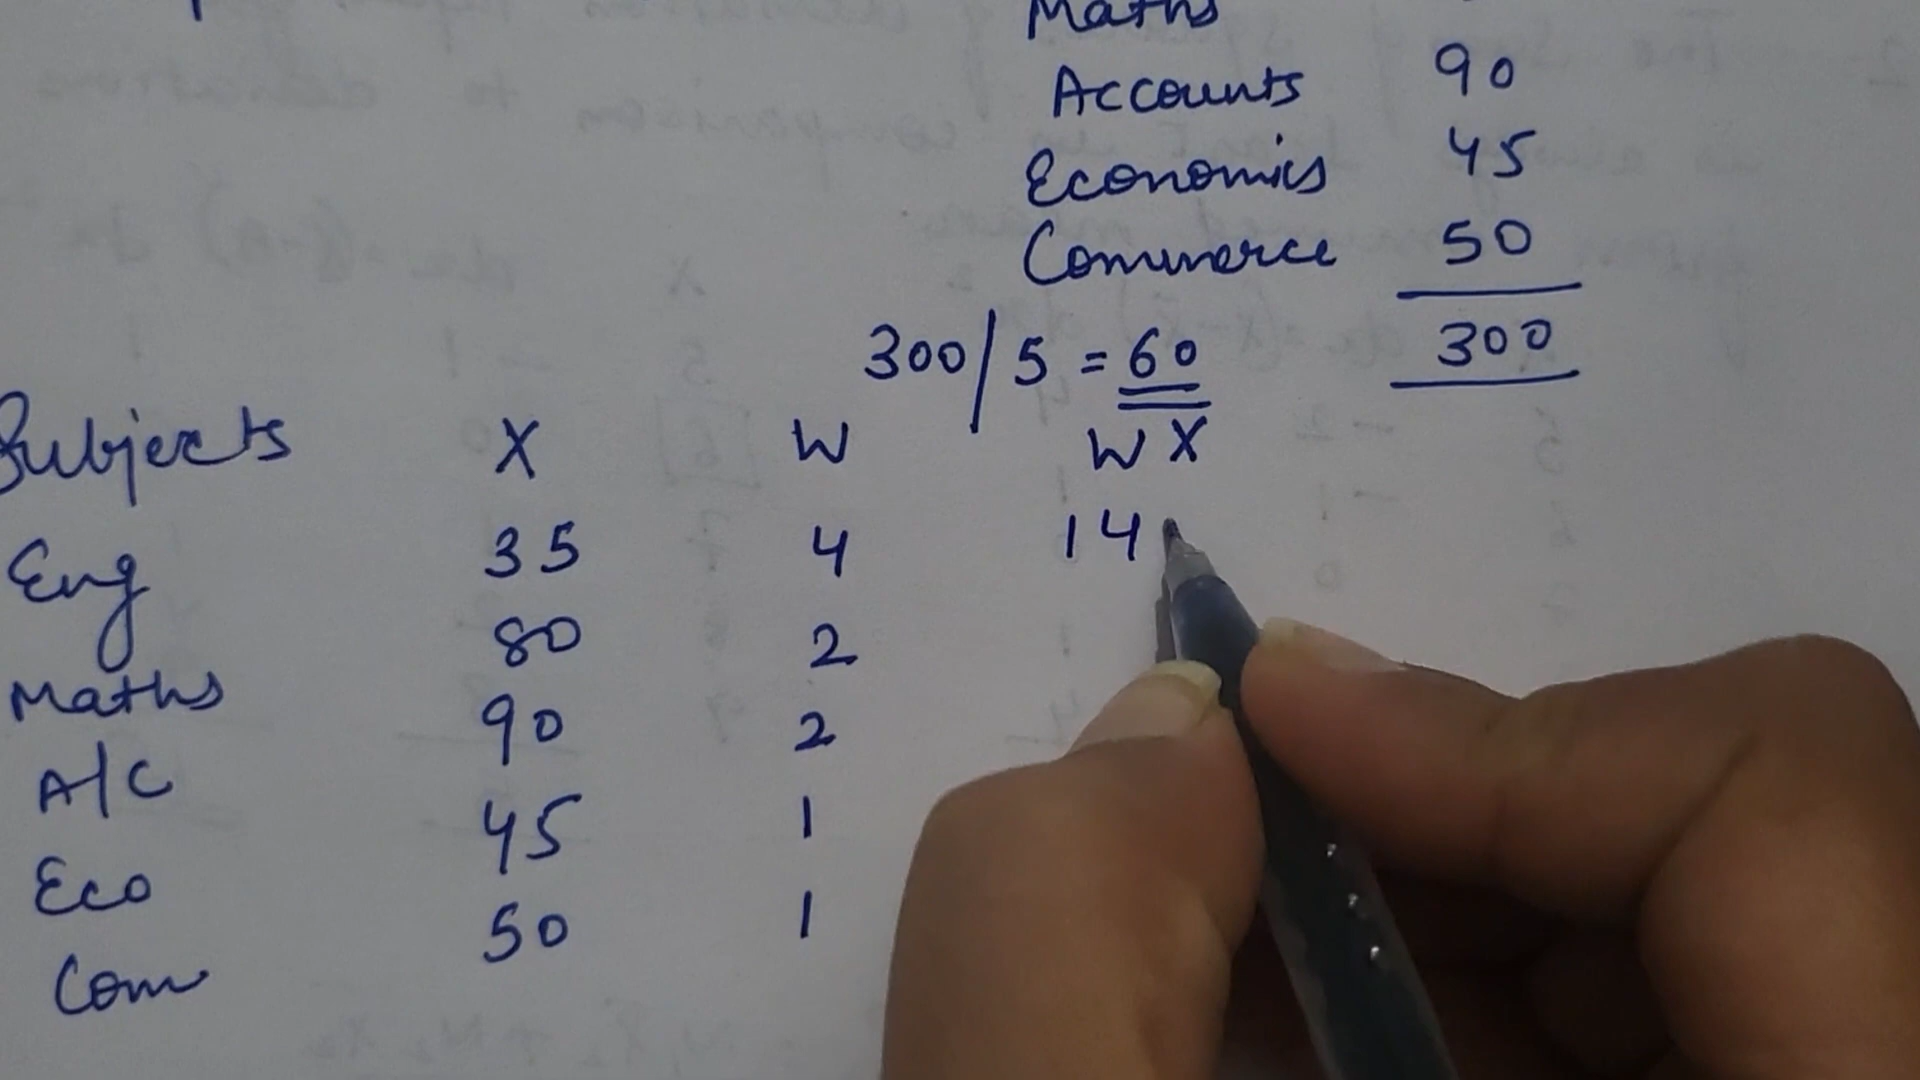 Maths
Accounts 90
Economics 45
Commerce 50
300
300/5 = 60
Subjects X W WX
Eng 35 4 14
Maths 80 2
A/C 90 2
Eco 45 1
Com 50 1